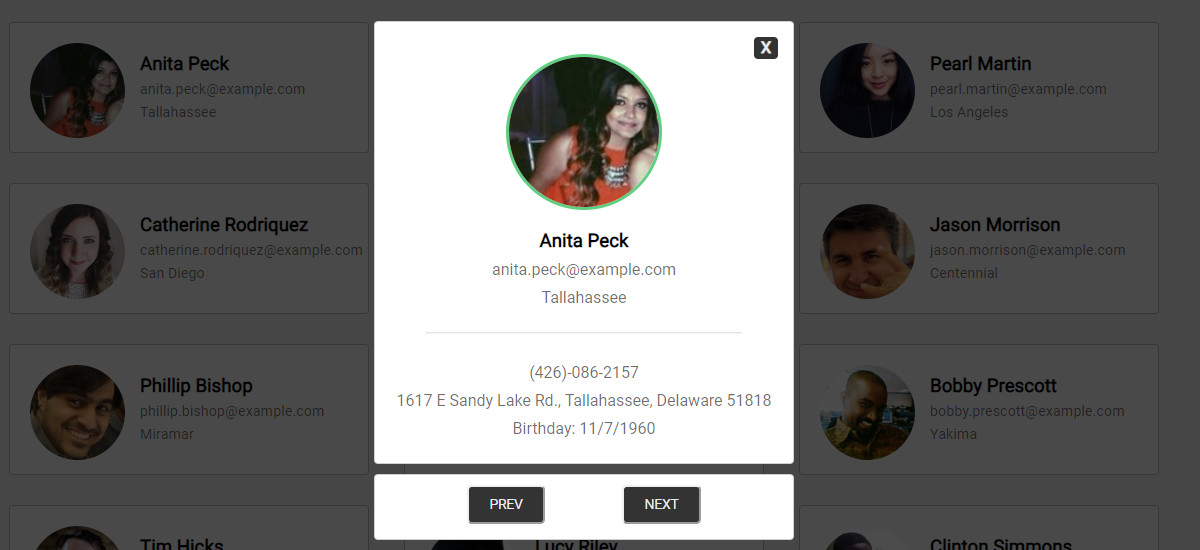 Anita Peck
anita.peck@example.com
Tallahassee
X
Anita Peck
anita.peck@example.com
Tallahassee
(426)-086-2157
1617 E Sandy Lake Rd., Tallahassee, Delaware 51818
Birthday: 11/7/1960
PREV
NEXT
Pearl Martin
pearl.martin@example.com
Los Angeles
Catherine Rodriquez
catherine.rodriquez@example.com
San Diego
Jason Morrison
jason.morrison@example.com
Centennial
Phillip Bishop
phillip.bishop@example.com
Miramar
Bobby Prescott
bobby.prescott@example.com
Yakima
Tim Hicks
Lucy Riley
Clinton Simmons